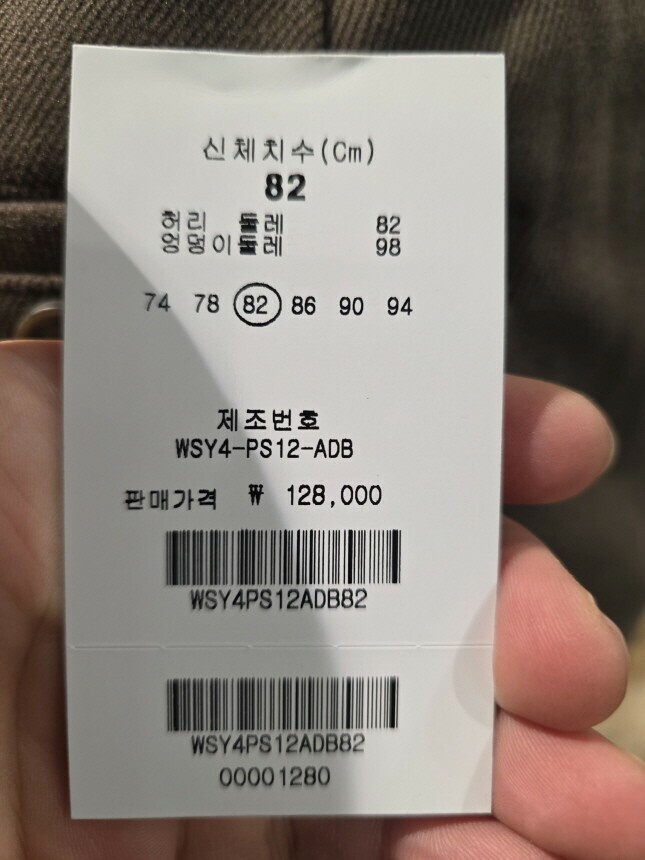 신체치수(Cm)
82
허리 둘레 82
엉덩이둘레 98
74 78 82 86 90 94
제조번호
WSY4-PS12-ADB
판매가격 ₩ 128,000
WSY4PS12ADB82
WSY4PS12ADB82
00001280